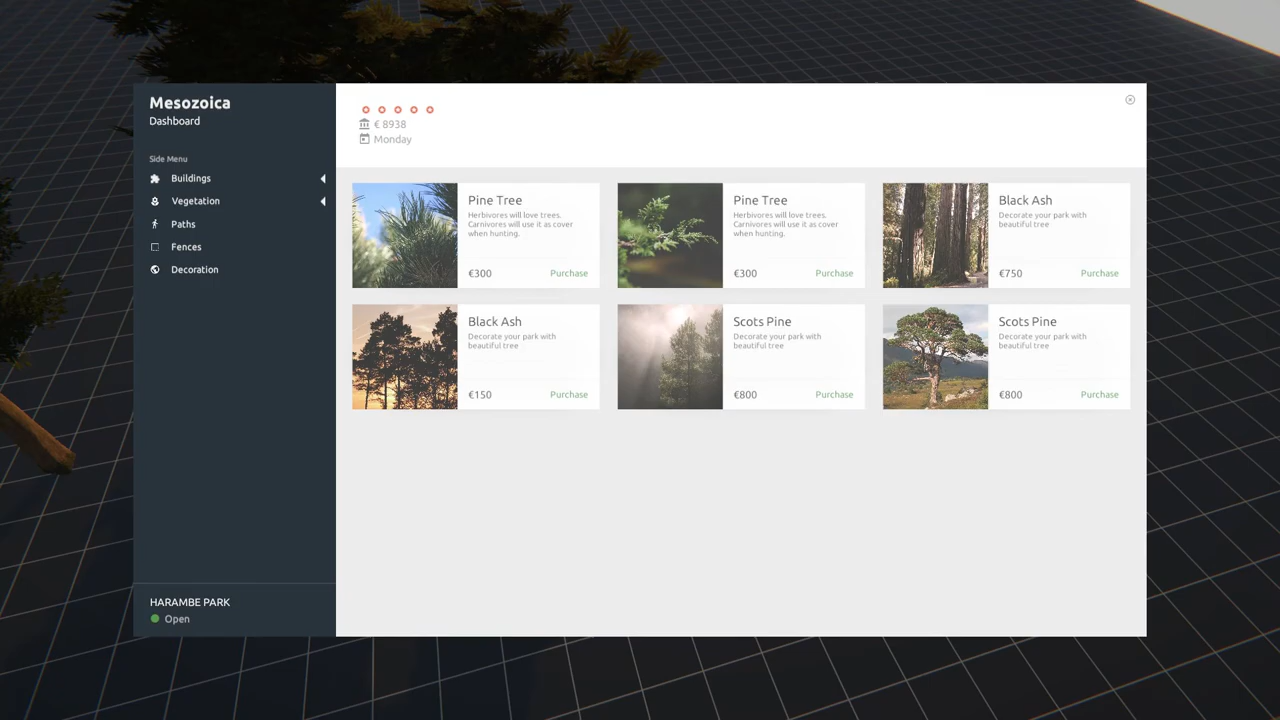 Mesozoica
Dashboard
Side Menu
Buildings
Vegetation
Paths
Fences
Decoration
HARAMBE PARK
Open
€ 8938
Monday
Pine Tree
Herbivores will love trees.
Carnivores will use it as cover
when hunting.
€300 Purchase
Pine Tree
Herbivores will love trees.
Carnivores will use it as cover
when hunting.
€300 Purchase
Black Ash
Decorate your park with
beautiful tree
€750 Purchase
Black Ash
Decorate your park with
beautiful tree
€150 Purchase
Scots Pine
Decorate your park with
beautiful tree
€800 Purchase
Scots Pine
Decorate your park with
beautiful tree
€800 Purchase